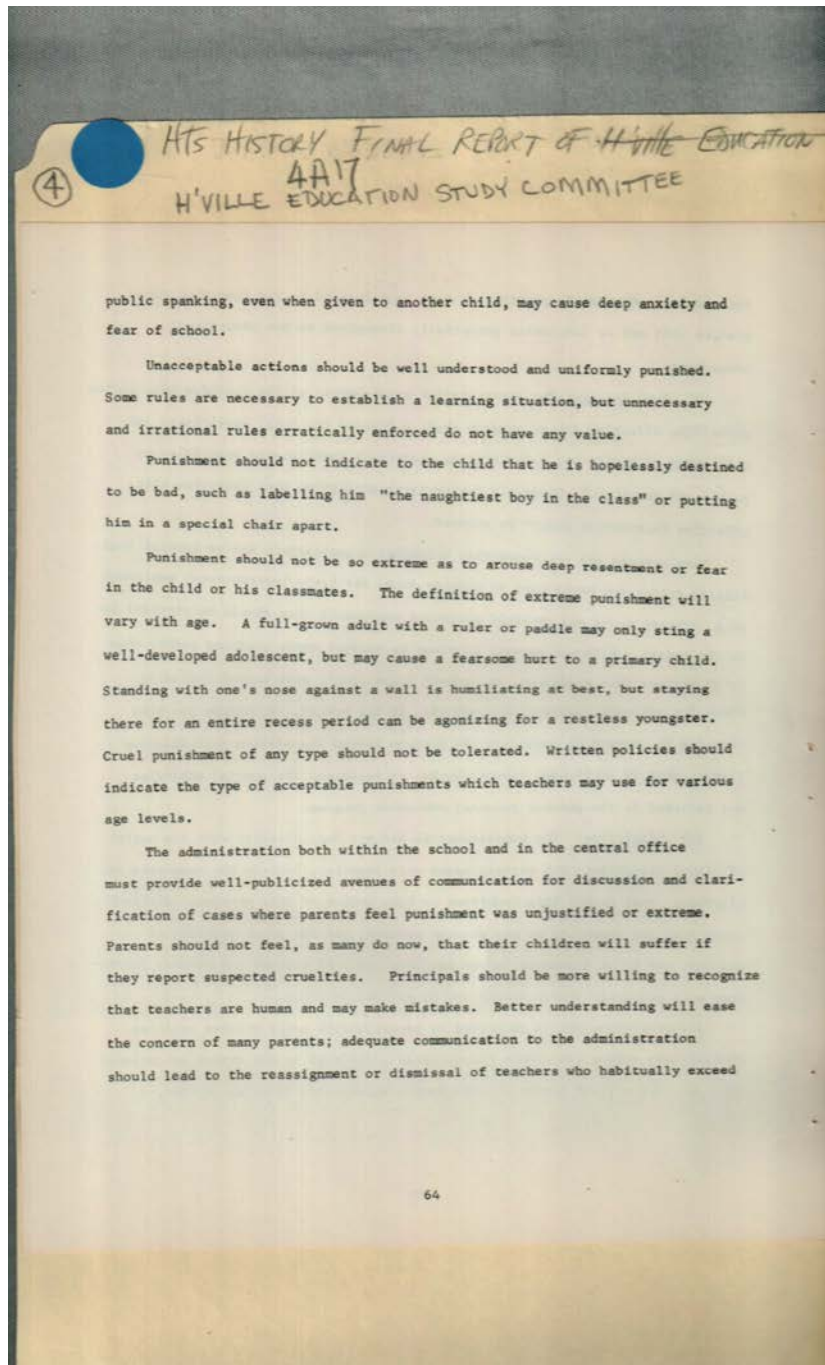 HTS HISTORY FINAL REPORT OF H'ville EDUCATION
④
4A17
H'VILLE EDUCATION STUDY COMMITTEE
public spanking, even when given to another child, may cause deep anxiety and
fear of school.
Unacceptable actions should be well understood and uniformly punished.
Some rules are necessary to establish a learning situation, but unnecessary
and irrational rules erratically enforced do not have any value.
Punishment should not indicate to the child that he is hopelessly destined
to be bad, such as labelling him "the naughtiest boy in the class" or putting
him in a special chair apart.
Punishment should not be so extreme as to arouse deep resentment or fear
in the child or his classmates. The definition of extreme punishment will
vary with age. A full-grown adult with a ruler or paddle may only sting a
well-developed adolescent, but may cause a fearsome hurt to a primary child.
Standing with one's nose against a wall is humiliating at best, but staying
there for an entire recess period can be agonizing for a restless youngster.
Cruel punishment of any type should not be tolerated. Written policies should
indicate the type of acceptable punishments which teachers may use for various
age levels.
The administration both within the school and in the central office
must provide well-publicized avenues of communication for discussion and clari-
fication of cases where parents feel punishment was unjustified or extreme.
Parents should not feel, as many do now, that their children will suffer if
they report suspected cruelties. Principals should be more willing to recognize
that teachers are human and may make mistakes. Better understanding will ease
the concern of many parents; adequate communication to the administration
should lead to the reassignment or dismissal of teachers who habitually exceed
64